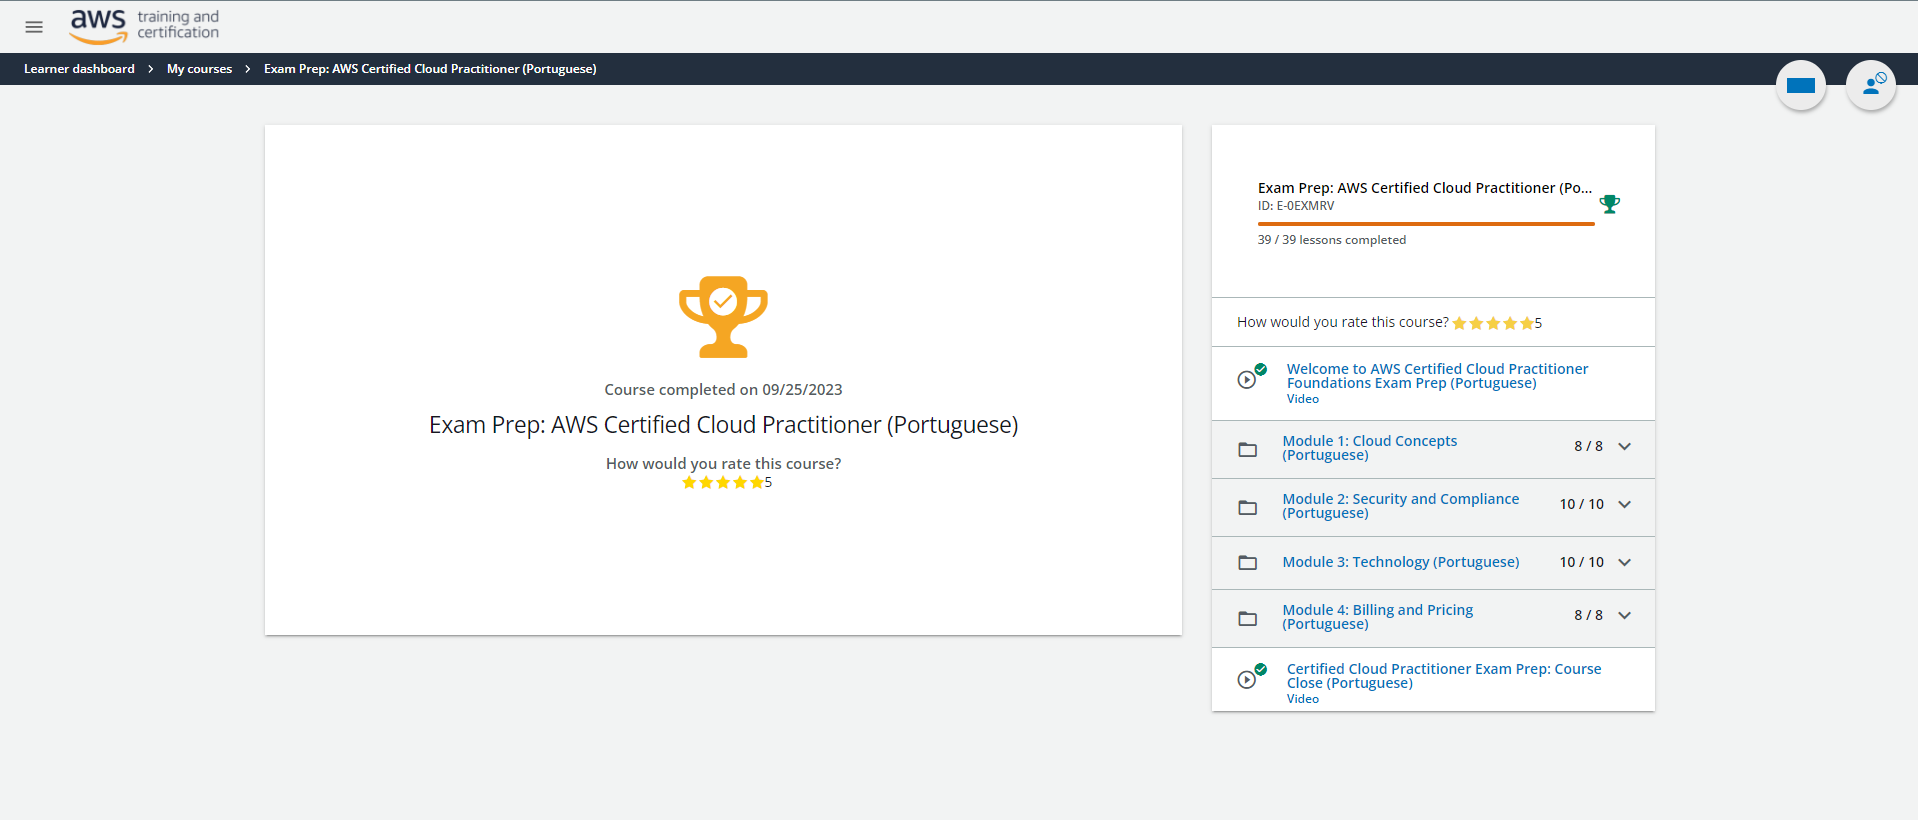 aws training and
certification
Learner dashboard > My courses > Exam Prep: AWS Certified Cloud Practitioner (Portuguese)
Course completed on 09/25/2023
Exam Prep: AWS Certified Cloud Practitioner (Portuguese)
How would you rate this course?
5
Exam Prep: AWS Certified Cloud Practitioner (Po...
ID: E-0EXMRV
39 / 39 lessons completed
How would you rate this course? 5
Welcome to AWS Certified Cloud Practitioner
Foundations Exam Prep (Portuguese)
Video
Module 1: Cloud Concepts
(Portuguese)
8 / 8
Module 2: Security and Compliance
(Portuguese)
10 / 10
Module 3: Technology (Portuguese)
10 / 10
Module 4: Billing and Pricing
(Portuguese)
8 / 8
Certified Cloud Practitioner Exam Prep: Course
Close (Portuguese)
Video